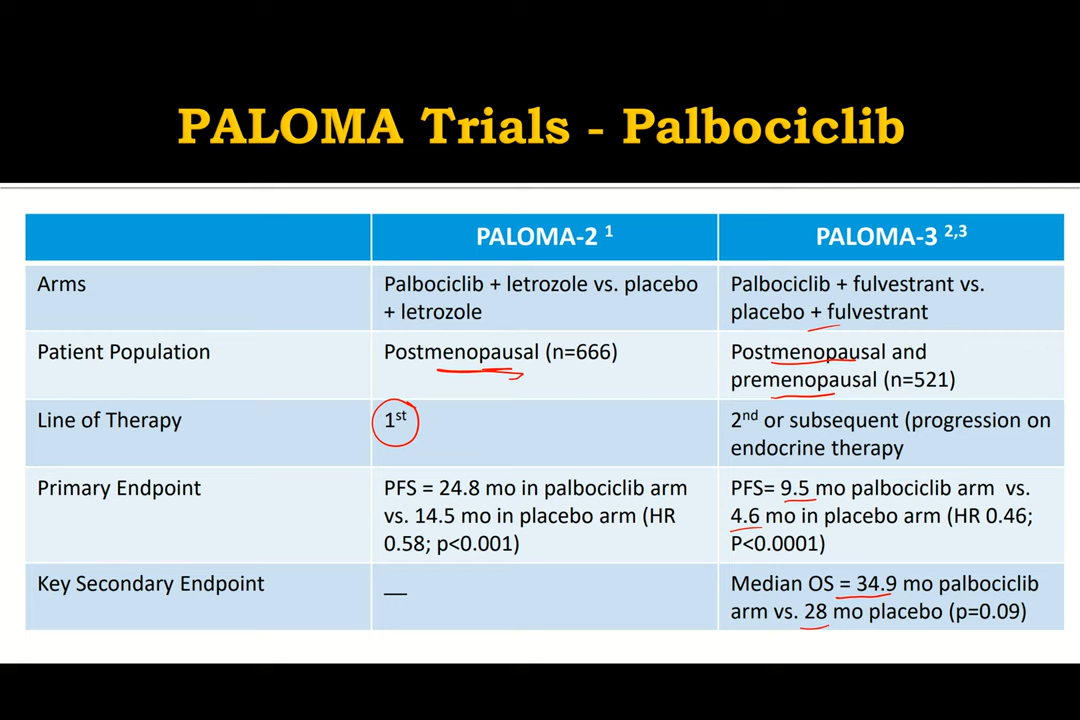 PALOMA Trials - Palbociclib
PALOMA-2 1
PALOMA-3 2,3
Arms
Palbociclib + letrozole vs. placebo
+ letrozole
Palbociclib + fulvestrant vs.
placebo + fulvestrant
Patient Population
Postmenopausal (n=666)
Postmenopausal and
premenopausal (n=521)
Line of Therapy
1st
2nd or subsequent (progression on
endocrine therapy
Primary Endpoint
PFS = 24.8 mo in palbociclib arm
vs. 14.5 mo in placebo arm (HR
0.58; p<0.001)
PFS= 9.5 mo palbociclib arm vs.
4.6 mo in placebo arm (HR 0.46;
P<0.0001)
Key Secondary Endpoint
__
Median OS = 34.9 mo palbociclib
arm vs. 28 mo placebo (p=0.09)